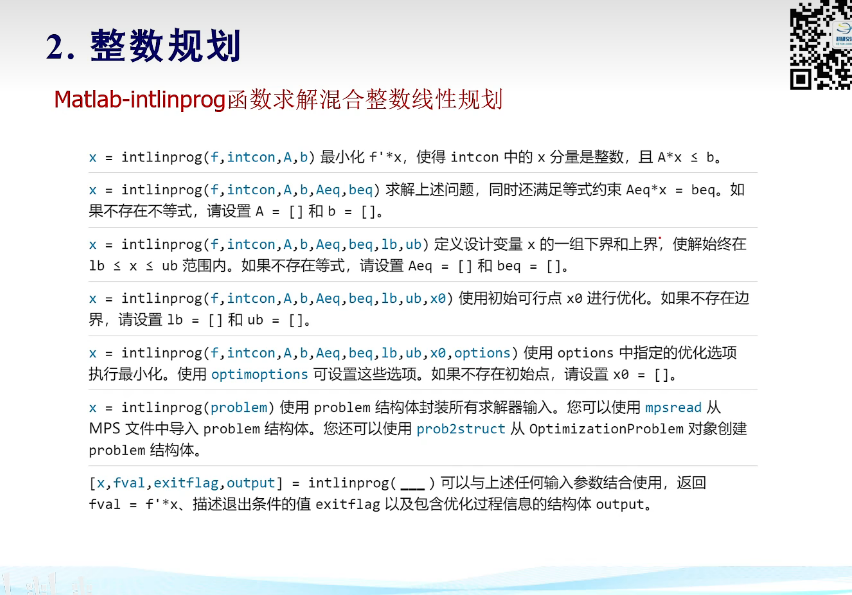 2. 整数规划
Matlab-intlinprog函数求解混合整数线性规划
x = intlinprog(f,intcon,A,b) 最小化 f'*x，使得 intcon 中的 x 分量是整数，且 A*x ≤ b。
x = intlinprog(f,intcon,A,b,Aeq,beq) 求解上述问题，同时还满足等式约束 Aeq*x = beq。如
果不存在不等式，请设置 A = [] 和 b = []。
x = intlinprog(f,intcon,A,b,Aeq,beq,lb,ub) 定义设计变量 x 的一组下界和上界，使解始终在
lb ≤ x ≤ ub 范围内。如果不存在等式，请设置 Aeq = [] 和 beq = []。
x = intlinprog(f,intcon,A,b,Aeq,beq,lb,ub,x0) 使用初始可行点 x0 进行优化。如果不存在边
界，请设置 lb = [] 和 ub = []。
x = intlinprog(f,intcon,A,b,Aeq,beq,lb,ub,x0,options) 使用 options 中指定的优化选项
执行最小化。使用 optimoptions 可设置这些选项。如果不存在初始点，请设置 x0 = []。
x = intlinprog(problem) 使用 problem 结构体封装所有求解器输入。您可以使用 mpsread 从
MPS 文件中导入 problem 结构体。您还可以使用 prob2struct 从 OptimizationProblem 对象创建
problem 结构体。
[x,fval,exitflag,output] = intlinprog( ___ ) 可以与上述任何输入参数结合使用，返回
fval = f'*x、描述退出条件的值 exitflag 以及包含优化过程信息的结构体 output。